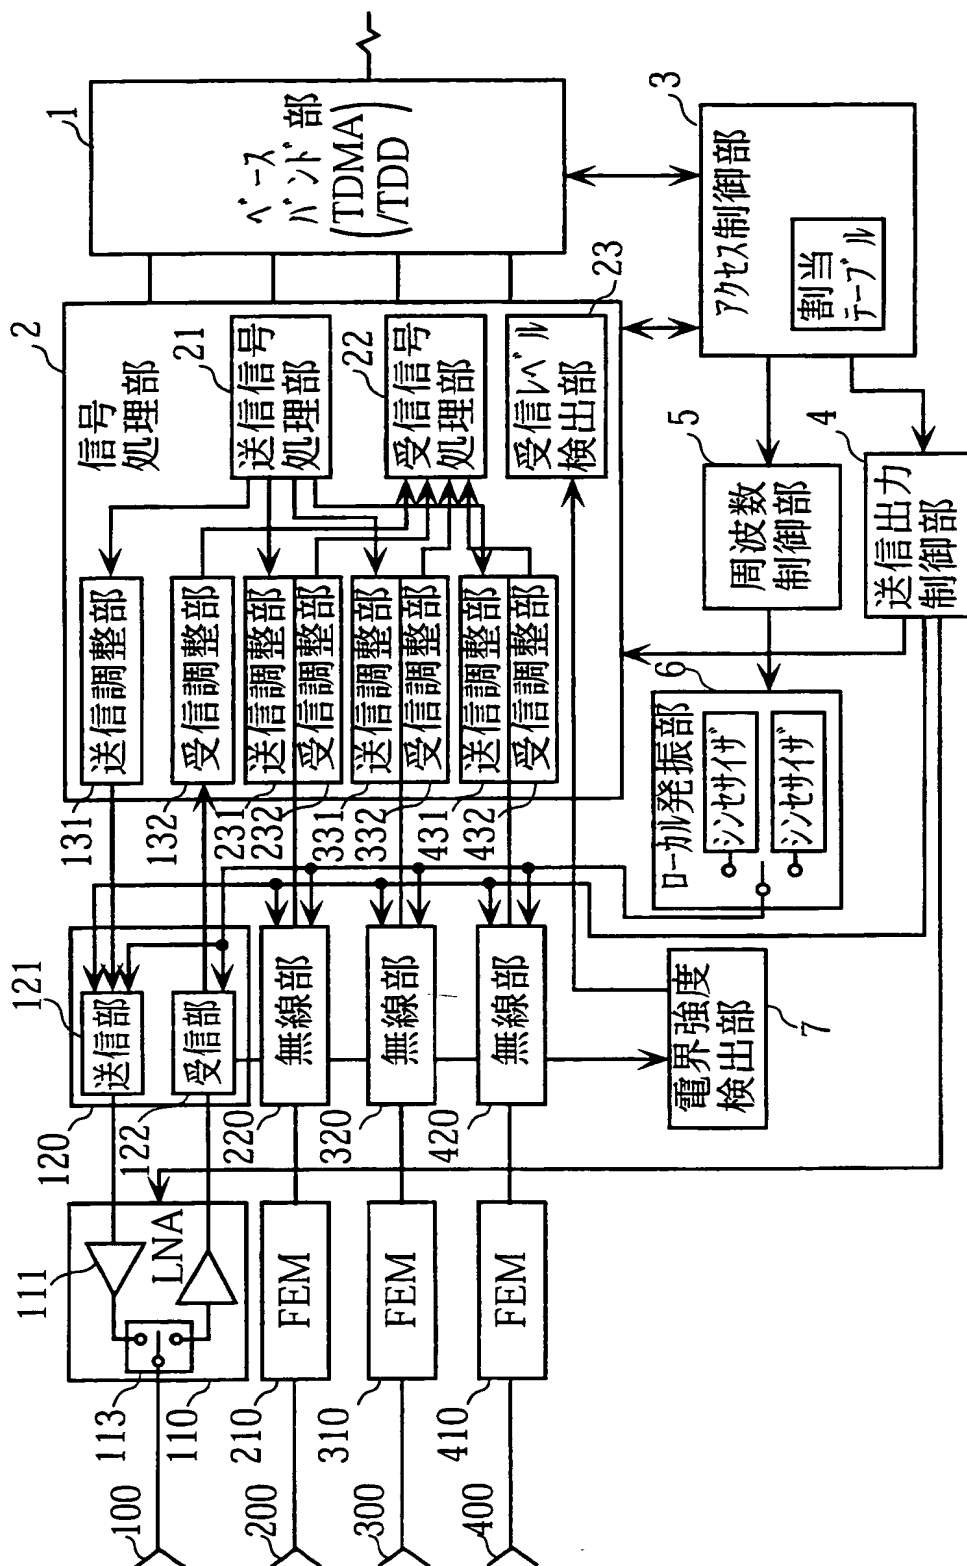 1
ベース
バンド部
(TDMA
/TDD)
2
信号
処理部
21
送信信号
処理部
22
受信信号
処理部
23
受信レベル
検出部
131
送信調整部
132
受信調整部
231
送信調整部
232
受信調整部
331
送信調整部
332
受信調整部
431
送信調整部
432
受信調整部
3
アクセス制御部
割当
テーブル
5
周波数
制御部
4
送信出力
制御部
6
ローカル発振部
シンセサイザ
シンセサイザ
7
電界強度
検出部
120
121
送信部
122
受信部
220
無線部
320
無線部
420
無線部
111
LNA
113
110
210
FEM
310
FEM
410
FEM
100
200
300
400